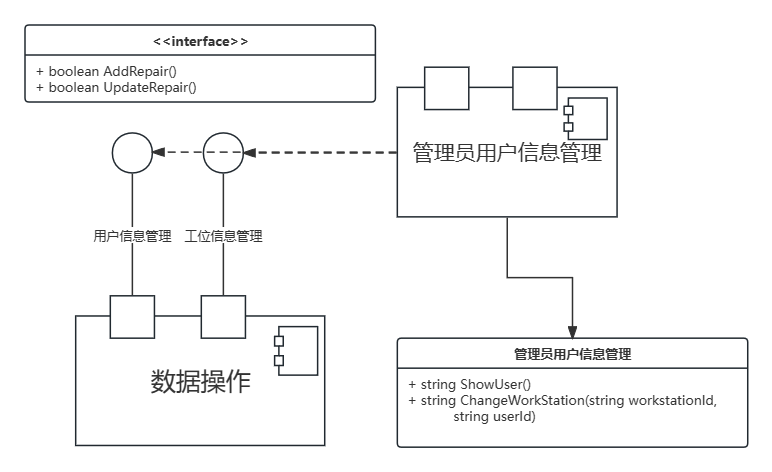 <<interface>>
+ boolean AddRepair()
+ boolean UpdateRepair()
管理员用户信息管理
用户信息管理
工位信息管理
数据操作
管理员用户信息管理
+ string ShowUser()
+ string ChangeWorkStation(string workstationId,
string userId)